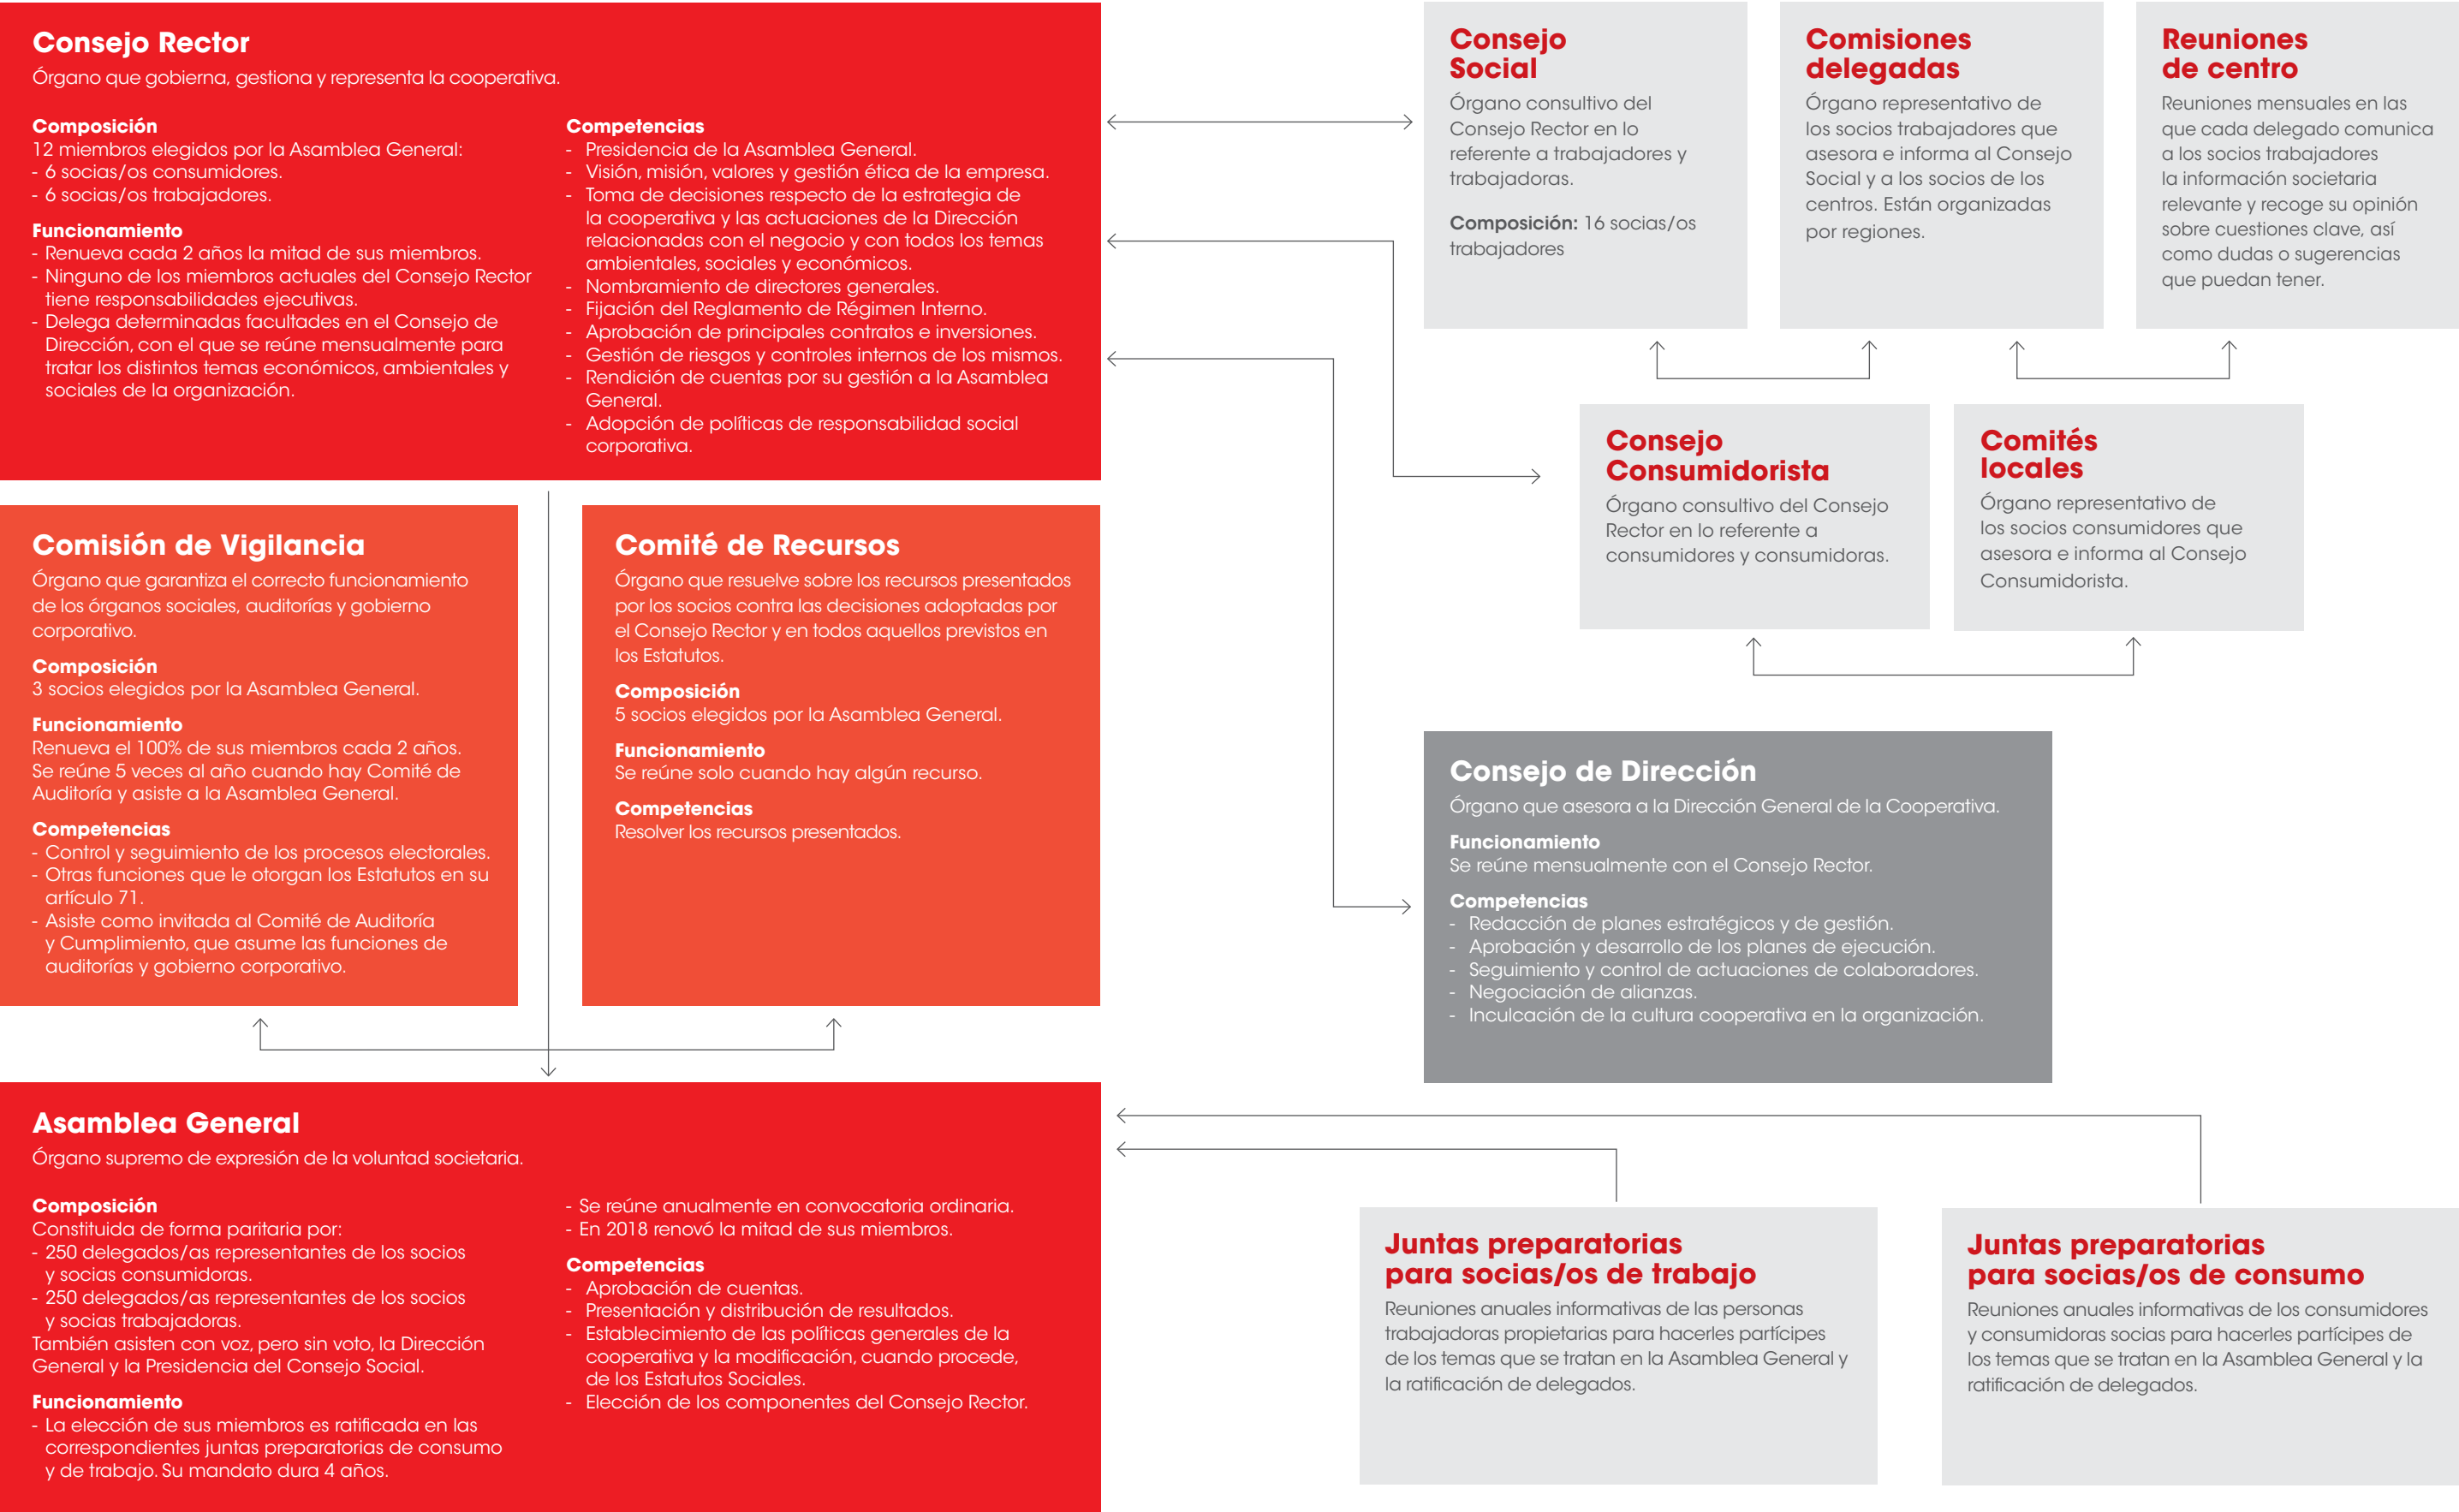 Consejo Rector
Órgano que gobierna, gestiona y representa la cooperativa.
Composición
12 miembros elegidos por la Asamblea General:
- 6 socias/os consumidores.
- 6 socias/os trabajadores.
Funcionamiento
- Renueva cada 2 años la mitad de sus miembros.
- Ninguno de los miembros actuales del Consejo Rector
tiene responsabilidades ejecutivas.
- Delega determinadas facultades en el Consejo de
Dirección, con el que se reúne mensualmente para
tratar los distintos temas económicos, ambientales y
sociales de la organización.
Competencias
- Presidencia de la Asamblea General.
- Visión, misión, valores y gestión ética de la empresa.
- Toma de decisiones respecto de la estrategia de
la cooperativa y las actuaciones de la Dirección
relacionadas con el negocio y con todos los temas
ambientales, sociales y económicos.
- Nombramiento de directores generales.
- Fijación del Reglamento de Régimen Interno.
- Aprobación de principales contratos e inversiones.
- Gestión de riesgos y controles internos de los mismos.
- Rendición de cuentas por su gestión a la Asamblea
General.
- Adopción de políticas de responsabilidad social
corporativa.
Consejo
Social
Órgano consultivo del
Consejo Rector en lo
referente a trabajadores y
trabajadoras.
Composición: 16 socias/os
trabajadores
Comisiones
delegadas
Órgano representativo de
los socios trabajadores que
asesora e informa al Consejo
Social y a los socios de los
centros. Están organizadas
por regiones.
Reuniones
de centro
Reuniones mensuales en las
que cada delegado comunica
a los socios trabajadores
la información societaria
relevante y recoge su opinión
sobre cuestiones clave, así
como dudas o sugerencias
que puedan tener.
Consejo
Consumidorista
Órgano consultivo del Consejo
Rector en lo referente a
consumidores y consumidoras.
Comités
locales
Órgano representativo de
los socios consumidores que
asesora e informa al Consejo
Consumidorista.
Comisión de Vigilancia
Órgano que garantiza el correcto funcionamiento
de los órganos sociales, auditorías y gobierno
corporativo.
Composición
3 socios elegidos por la Asamblea General.
Funcionamiento
Renueva el 100% de sus miembros cada 2 años.
Se reúne 5 veces al año cuando hay Comité de
Auditoría y asiste a la Asamblea General.
Competencias
- Control y seguimiento de los procesos electorales.
- Otras funciones que le otorgan los Estatutos en su
artículo 71.
- Asiste como invitada al Comité de Auditoría
y Cumplimiento, que asume las funciones de
auditorías y gobierno corporativo.
Comité de Recursos
Órgano que resuelve sobre los recursos presentados
por los socios contra las decisiones adoptadas por
el Consejo Rector y en todos aquellos previstos en
los Estatutos.
Composición
5 socios elegidos por la Asamblea General.
Funcionamiento
Se reúne solo cuando hay algún recurso.
Competencias
Resolver los recursos presentados.
Consejo de Dirección
Órgano que asesora a la Dirección General de la Cooperativa.
Funcionamiento
Se reúne mensualmente con el Consejo Rector.
Competencias
- Redacción de planes estratégicos y de gestión.
- Aprobación y desarrollo de los planes de ejecución.
- Seguimiento y control de actuaciones de colaboradores.
- Negociación de alianzas.
- Inculcación de la cultura cooperativa en la organización.
Asamblea General
Órgano supremo de expresión de la voluntad societaria.
Composición
Constituida de forma paritaria por:
- 250 delegados/as representantes de los socios
y socias consumidoras.
- 250 delegados/as representantes de los socios
y socias trabajadoras.
También asisten con voz, pero sin voto, la Dirección
General y la Presidencia del Consejo Social.
Funcionamiento
- La elección de sus miembros es ratificada en las
correspondientes juntas preparatorias de consumo
y de trabajo. Su mandato dura 4 años.
- Se reúne anualmente en convocatoria ordinaria.
- En 2018 renovó la mitad de sus miembros.
Competencias
- Aprobación de cuentas.
- Presentación y distribución de resultados.
- Establecimiento de las políticas generales de la
cooperativa y la modificación, cuando procede,
de los Estatutos Sociales.
- Elección de los componentes del Consejo Rector.
Juntas preparatorias
para socias/os de trabajo
Reuniones anuales informativas de las personas
trabajadoras propietarias para hacerles partícipes
de los temas que se tratan en la Asamblea General y
la ratificación de delegados.
Juntas preparatorias
para socias/os de consumo
Reuniones anuales informativas de los consumidores
y consumidoras socias para hacerles partícipes de
los temas que se tratan en la Asamblea General y la
ratificación de delegados.